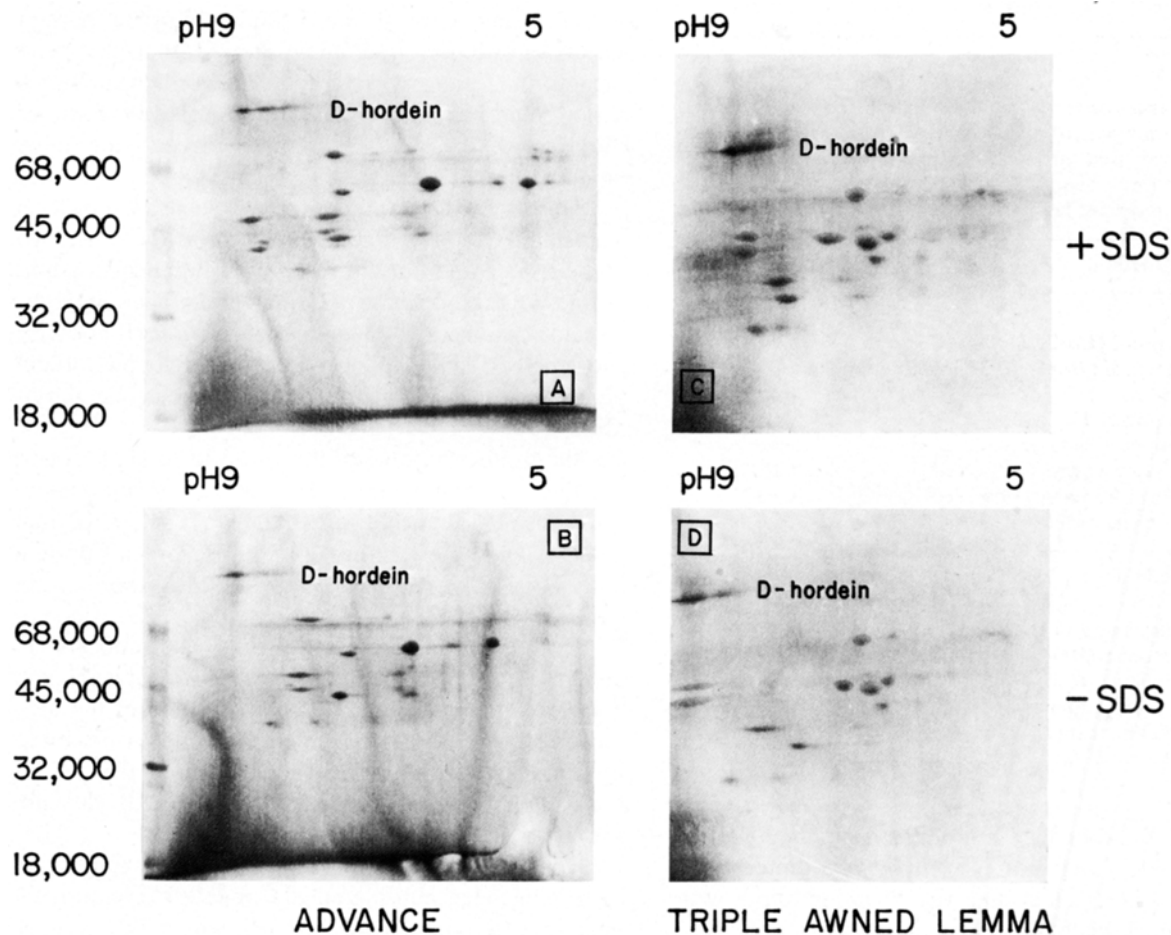 pH9 5 pH9 5
D-hordein
D-hordein
68,000
45,000
+SDS
32,000
A
C
18,000
pH9 5 pH9 5
B
D
D-hordein
D-hordein
68,000
45,000
-SDS
32,000
18,000
ADVANCE
TRIPLE AWNED LEMMA